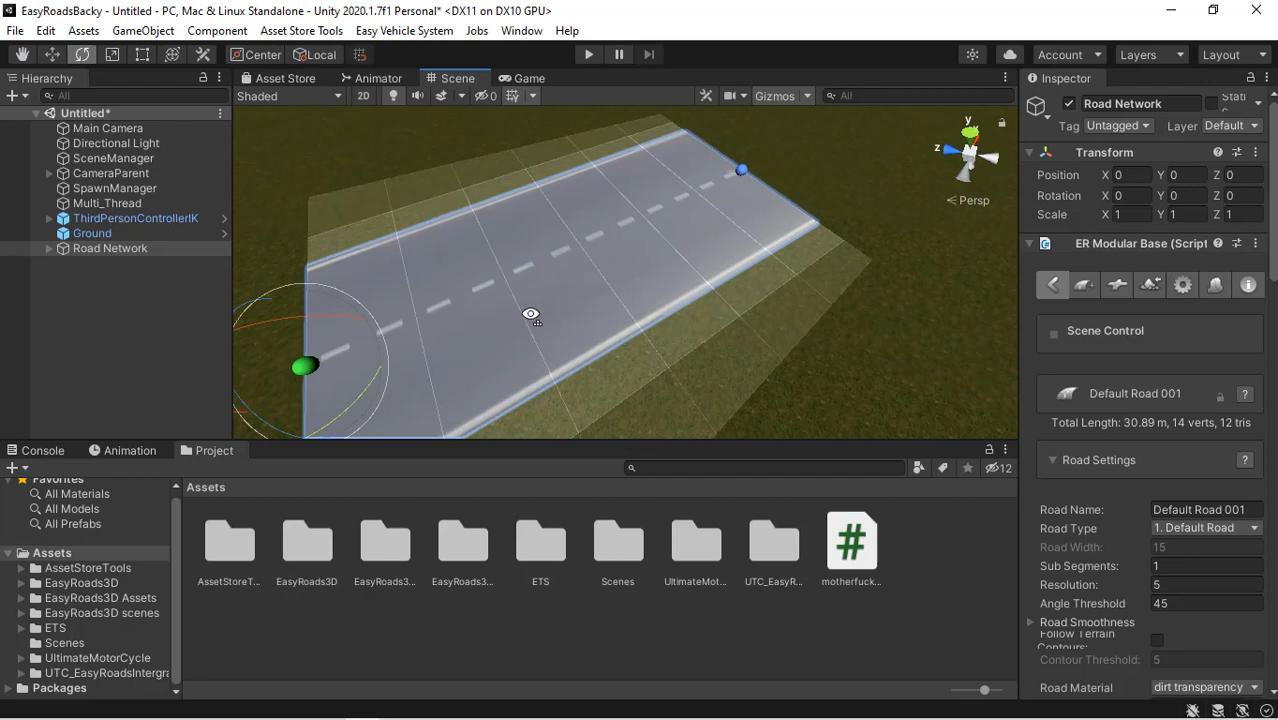 EasyRoadsBacky - Untitled - PC, Mac & Linux Standalone - Unity 2020.1.7f1 Personal* <DX11 on DX10 GPU>
File Edit Assets GameObject Component Asset Store Tools Easy Vehicle System Jobs Window Help
Center Local Account Layers Layout
Hierarchy Asset Store Animator Scene Game Inspector
All Shaded 2D 0 Gizmos All
Road Network Stati
Tag Untagged Layer Default
Untitled*
Main Camera
Directional Light
SceneManager
CameraParent
SpawnManager
Multi_Thread
ThirdPersonControllerIK
Ground
Road Network
y
z
Persp
Transform
Position X 0 Y 0 Z 0
Rotation X 0 Y 0 Z 0
Scale X 1 Y 1 Z 1
ER Modular Base (Script
Scene Control
Default Road 001 ?
Total Length: 30.89 m, 14 verts, 12 tris
Road Settings ?
Road Name: Default Road 001
Road Type 1. Default Road
Road Width: 15
Sub Segments: 1
Resolution: 5
Angle Threshold 45
Road Smoothness
Follow Terrain
Contours:
Contour Threshold: 5
Road Material dirt transparency
Console Animation Project
12
Favorites
All Materials
All Models
All Prefabs
Assets
AssetStoreTools
EasyRoads3D
EasyRoads3D Assets
EasyRoads3D scenes
ETS
Scenes
UltimateMotorCycle
UTC_EasyRoadsIntergra
Packages
Assets
AssetStoreT... EasyRoads3D EasyRoads3... EasyRoads3... ETS Scenes UltimateMot... UTC_EasyR... motherfuck...